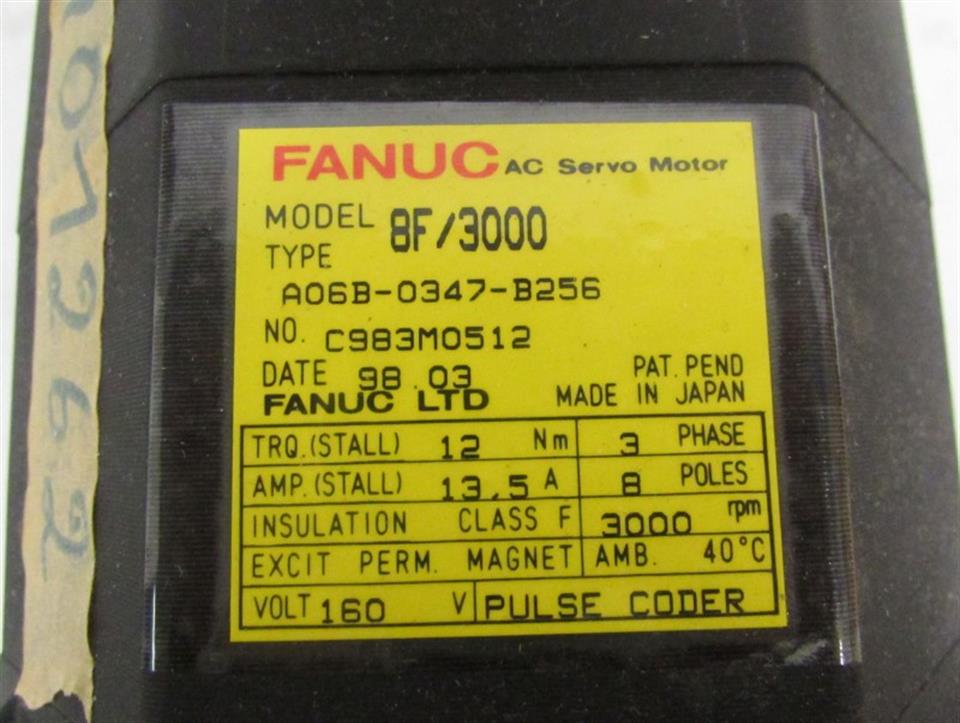 FANUC AC Servo Motor
MODEL 8F/3000
TYPE
A06B-0347-B256
NO. C983M0512
DATE 98.03 PAT. PEND
FANUC LTD MADE IN JAPAN
TRQ.(STALL) 12 Nm 3 PHASE
AMP.(STALL) 13.5 A 8 POLES
INSULATION CLASS F 3000 rpm
EXCIT PERM. MAGNET AMB. 40°C
VOLT 160 V PULSE CODER